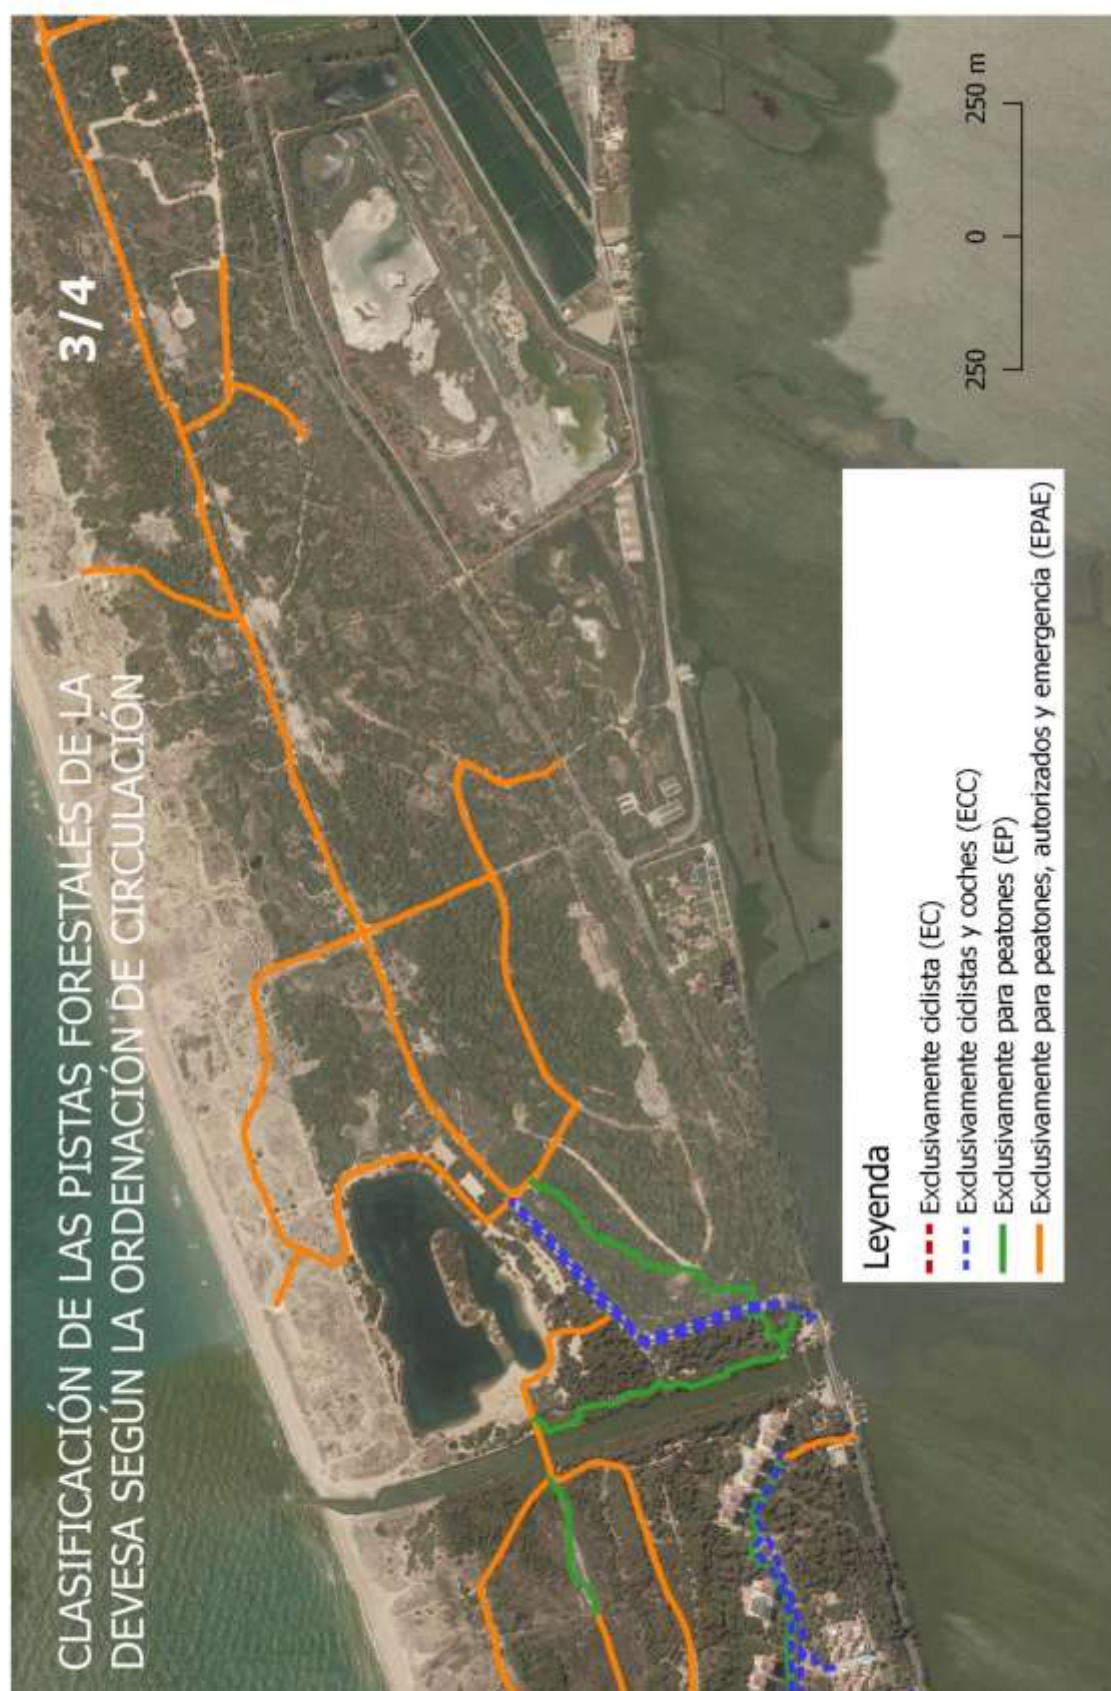 CLASIFICACIÓN DE LAS PISTAS FORESTALES DE LA
DEVESA SEGÚN LA ORDENACIÓN DE CIRCULACIÓN
3/4
Leyenda
Exclusivamente ciclista (EC)
Exclusivamente ciclistas y coches (ECC)
Exclusivamente para peatones (EP)
Exclusivamente para peatones, autorizados y emergencia (EPAE)
250 0 250 m